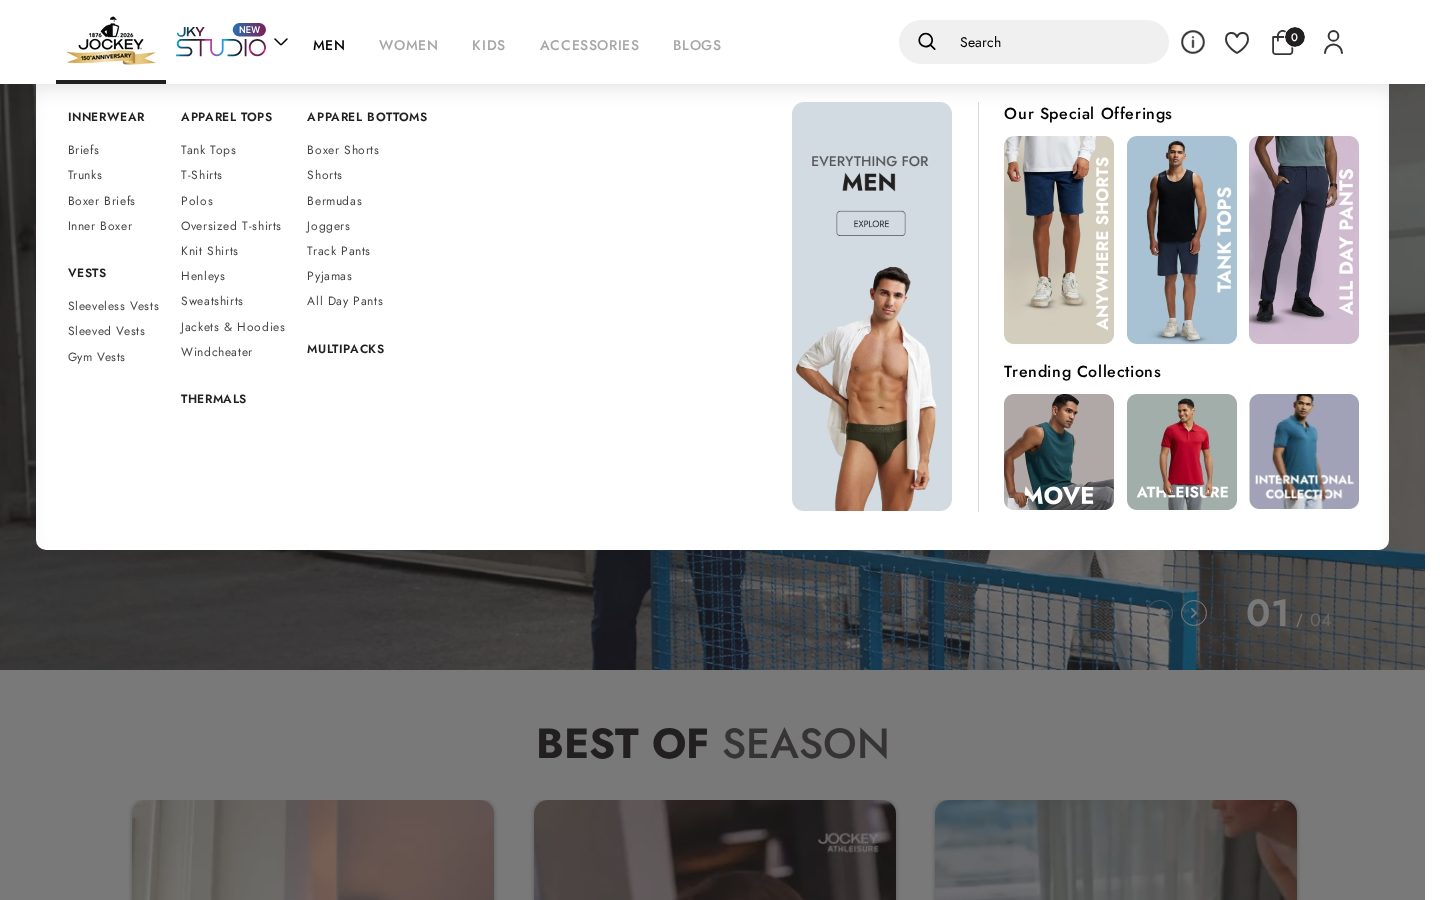 1876 2026
JOCKEY
150TH ANNIVERSARY
JKY
STUDIO
NEW
MEN
WOMEN
KIDS
ACCESSORIES
BLOGS
Search
0
INNERWEAR
Briefs
Trunks
Boxer Briefs
Inner Boxer
VESTS
Sleeveless Vests
Sleeved Vests
Gym Vests
APPAREL TOPS
Tank Tops
T-Shirts
Polos
Oversized T-shirts
Knit Shirts
Henleys
Sweatshirts
Jackets & Hoodies
Windcheater
THERMALS
APPAREL BOTTOMS
Boxer Shorts
Shorts
Bermudas
Joggers
Track Pants
Pyjamas
All Day Pants
MULTIPACKS
EVERYTHING FOR
MEN
EXPLORE
JOCKEY
Our Special Offerings
ANYWHERE SHORTS
TANK TOPS
ALL DAY PANTS
Trending Collections
MOVE
ATHLEISURE
INTERNATIONAL
COLLECTION
01 / 04
BEST OF SEASON
JOCKEY
ATHLEISURE